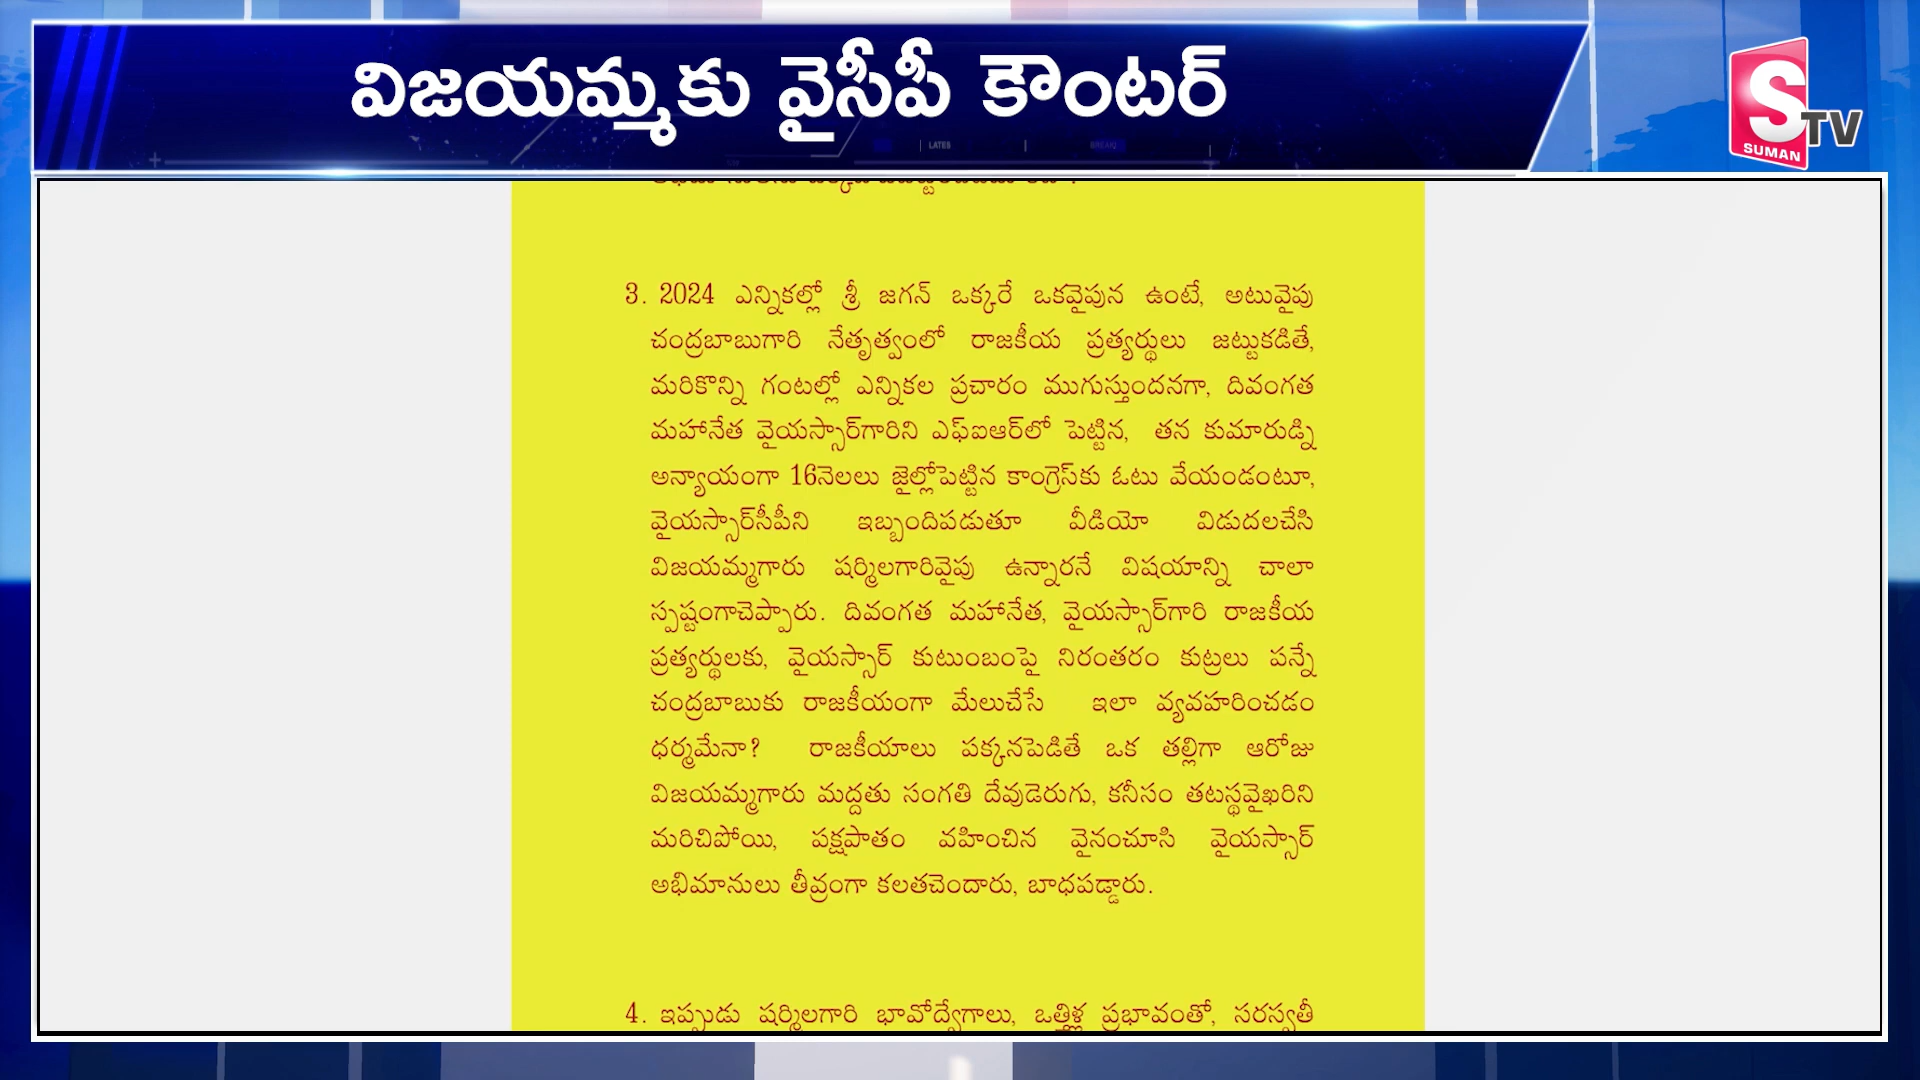 విజయమ్మకు వైసీపీ కౌంటర్
S TV
SUMAN
LATES
BREAKIQ
3. 2024 ఎన్నికల్లో శ్రీ జగన్ ఒక్కరే ఒకవైపున ఉంటే, అటువైపు
చంద్రబాబుగారి నేతృత్వంలో రాజకీయ ప్రత్యర్థులు జట్టుకడితే,
మరికొన్ని గంటల్లో ఎన్నికల ప్రచారం ముగుస్తుందనగా, దివంగత
మహానేత వైయస్సార్‌గారిని ఎఫ్ఐఆర్‌లో పెట్టిన, తన కుమారుడ్ని
అన్యాయంగా 16నెలలు జైల్లోపెట్టిన కాంగ్రెస్‌కు ఓటు వేయండంటూ,
వైయస్సార్‌సీపీని ఇబ్బందిపడుతూ వీడియో విడుదలచేసి
విజయమ్మగారు షర్మిలగారివైపు ఉన్నారనే విషయాన్ని చాలా
స్పష్టంగాచెప్పారు. దివంగత మహానేత, వైయస్సార్‌గారి రాజకీయ
ప్రత్యర్థులకు, వైయస్సార్ కుటుంబంపై నిరంతరం కుట్రలు పన్నే
చంద్రబాబుకు రాజకీయంగా మేలుచేసే ఇలా వ్యవహరించడం
ధర్మమేనా? రాజకీయాలు పక్కనపెడితే ఒక తల్లిగా ఆరోజు
విజయమ్మగారు మద్దతు సంగతి దేవుడెరుగు, కనీసం తటస్థవైఖరిని
మరిచిపోయి, పక్షపాతం వహించిన వైనంచూసి వైయస్సార్
అభిమానులు తీవ్రంగా కలతచెందారు, బాధపడ్డారు.
4. ఇప్పుడు షర్మిలగారి భావోద్వేగాలు, ఒత్తిళ్ల ప్రభావంతో, సరస్వతీ